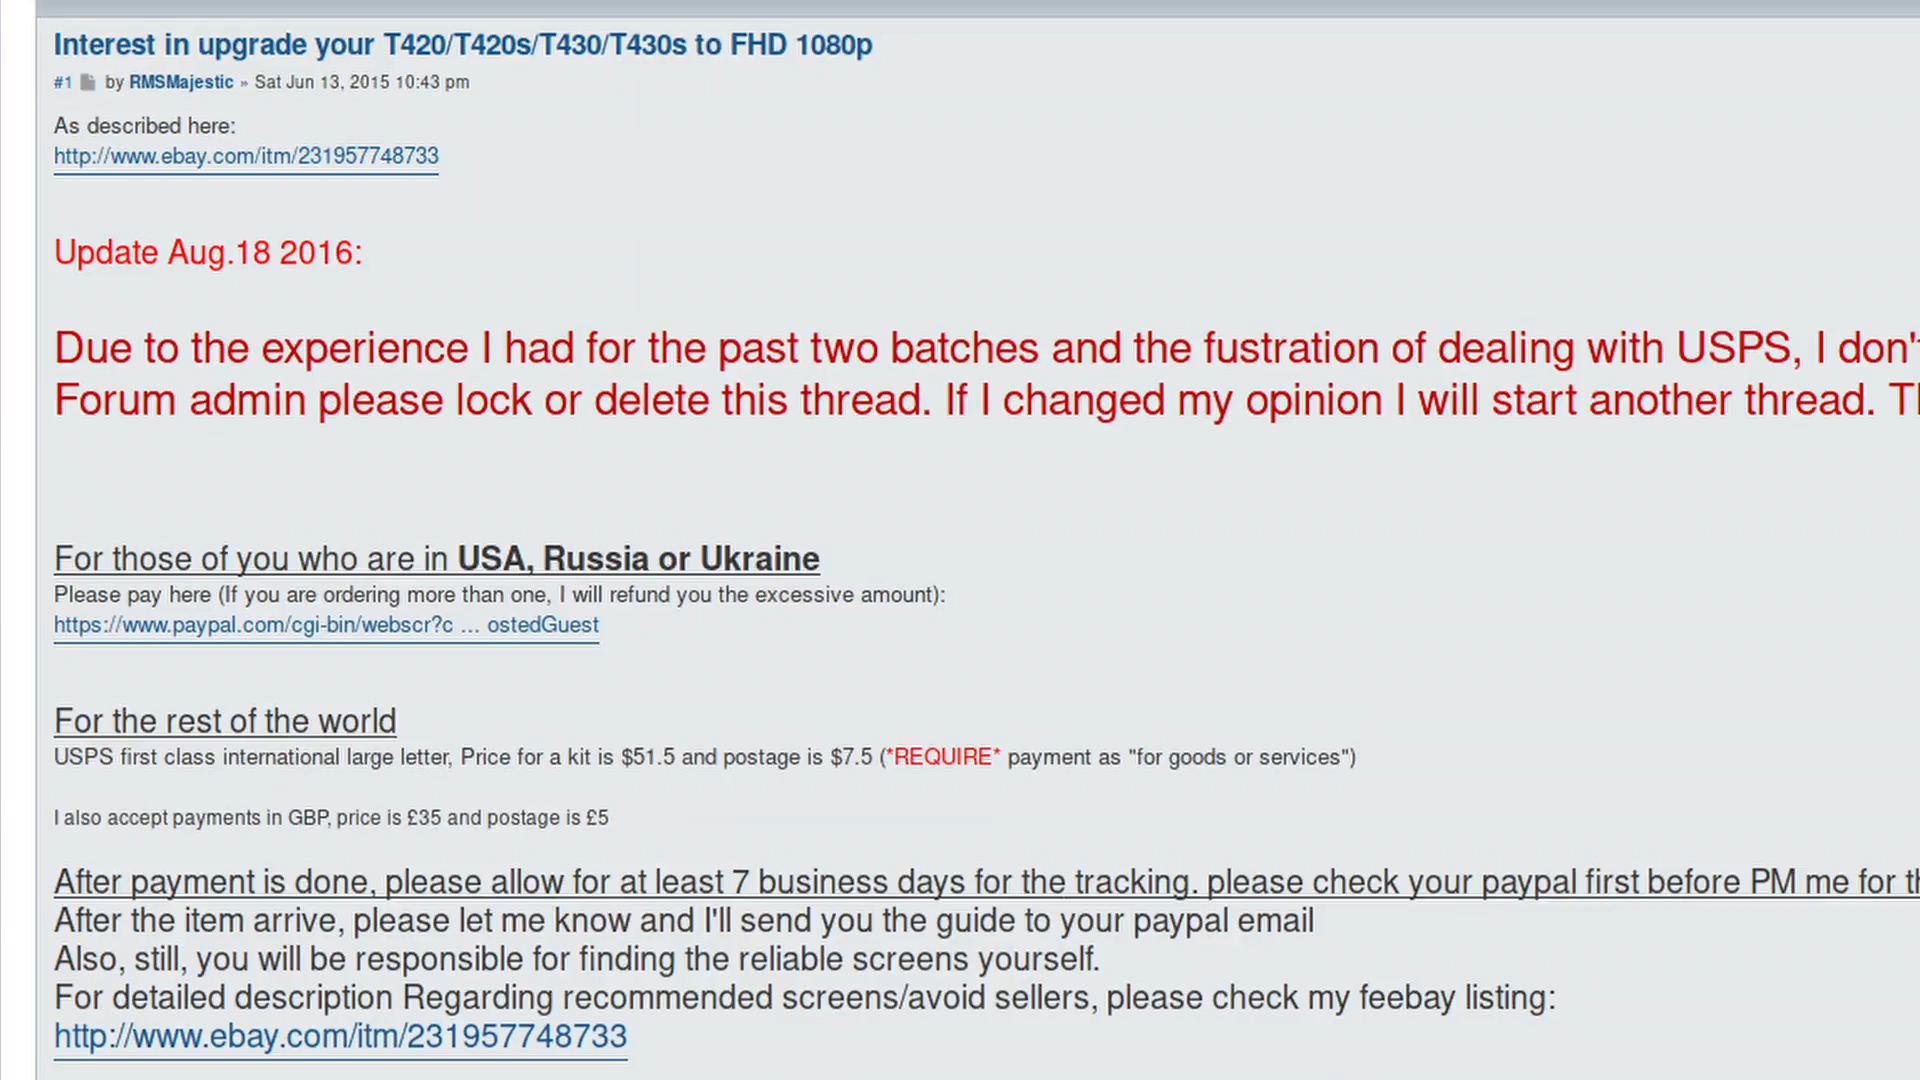 Interest in upgrade your T420/T420s/T430/T430s to FHD 1080p
#1 by RMSMajestic » Sat Jun 13, 2015 10:43 pm
As described here:
http://www.ebay.com/itm/231957748733
Update Aug.18 2016:
Due to the experience I had for the past two batches and the fustration of dealing with USPS, I don'
Forum admin please lock or delete this thread. If I changed my opinion I will start another thread.
For those of you who are in USA, Russia or Ukraine
Please pay here (If you are ordering more than one, I will refund you the excessive amount):
https://www.paypal.com/cgi-bin/webscr?c ... ostedGuest
For the rest of the world
USPS first class international large letter, Price for a kit is $51.5 and postage is $7.5 (*REQUIRE* payment as "for goods or services")
I also accept payments in GBP, price is £35 and postage is £5
After payment is done, please allow for at least 7 business days for the tracking. please check your paypal first before PM me for
After the item arrive, please let me know and I'll send you the guide to your paypal email
Also, still, you will be responsible for finding the reliable screens yourself.
For detailed description Regarding recommended screens/avoid sellers, please check my feebay listing:
http://www.ebay.com/itm/231957748733